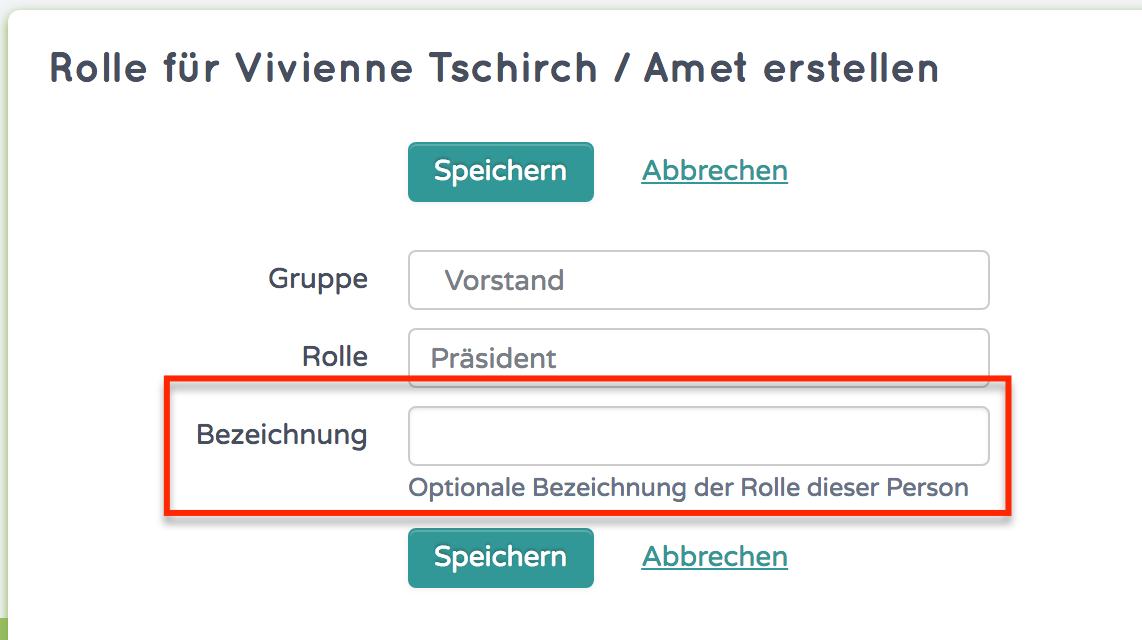 Rolle für Vivienne Tschirch / Amet erstellen
Speichern Abbrechen
Gruppe Vorstand
Rolle Präsident
Bezeichnung
Optionale Bezeichnung der Rolle dieser Person
Speichern Abbrechen